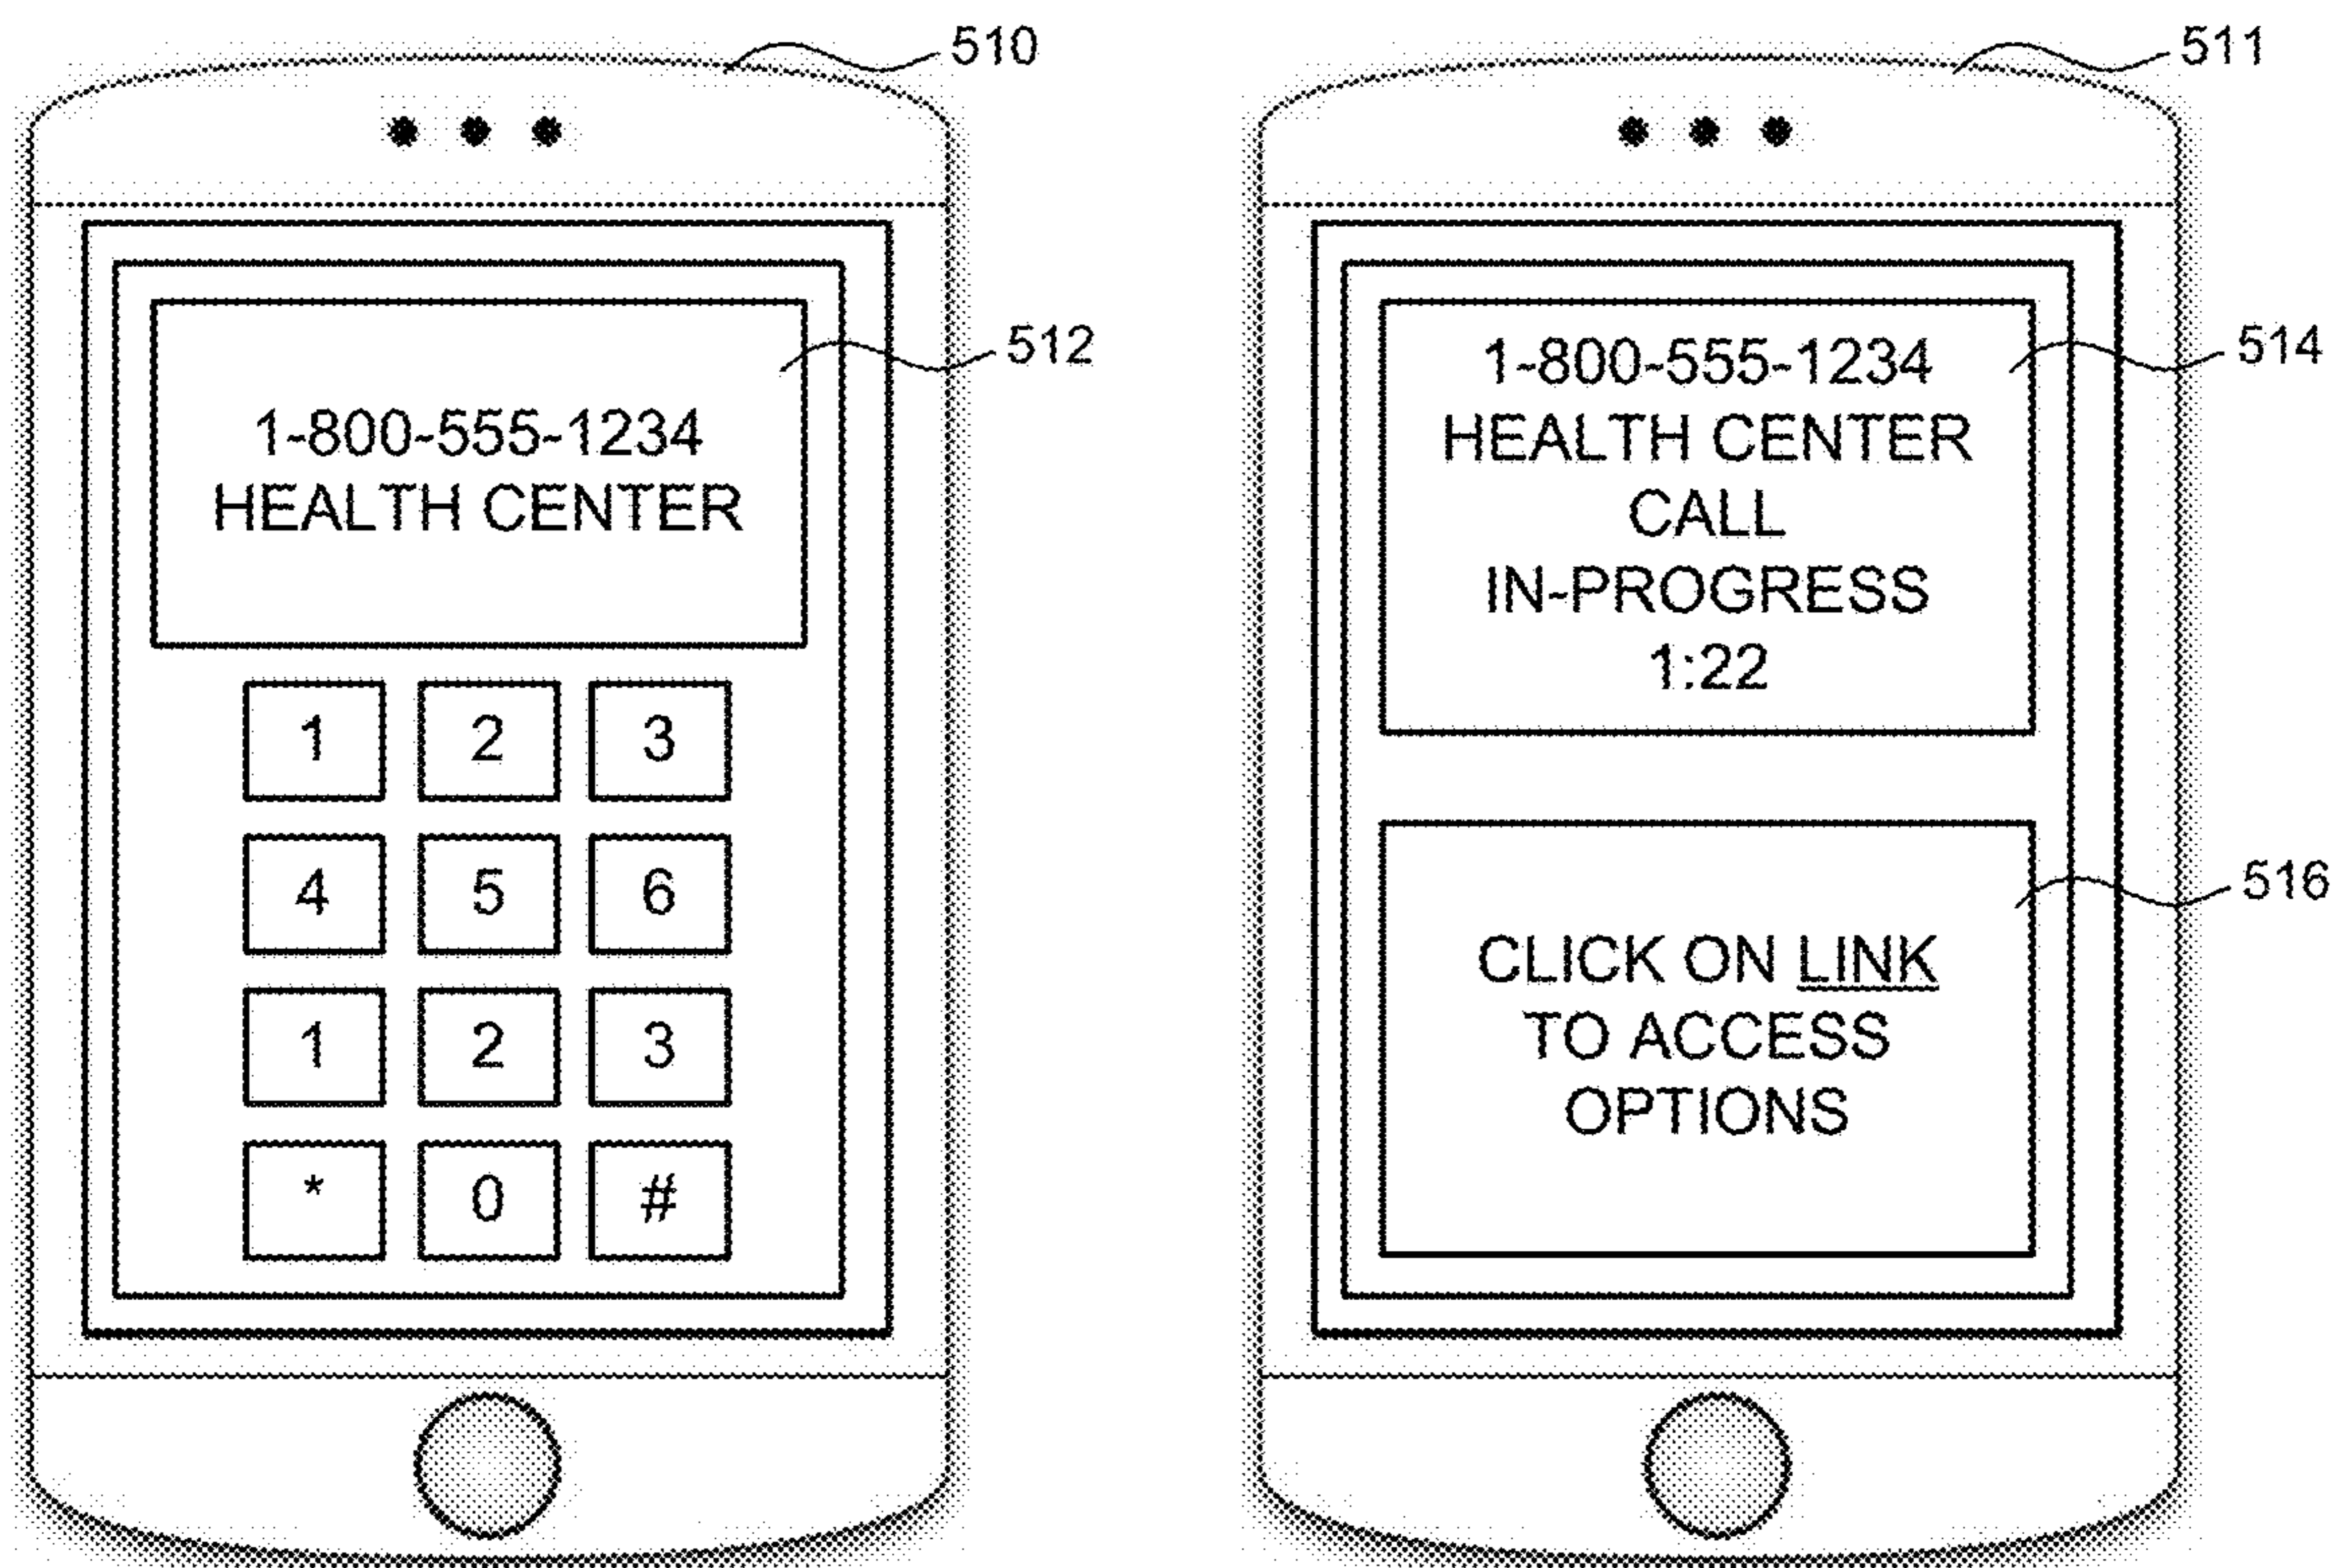 510
512
1-800-555-1234
HEALTH CENTER
1 2 3
4 5 6
1 2 3
* 0 #
511
514
1-800-555-1234
HEALTH CENTER
CALL
IN-PROGRESS
1:22
516
CLICK ON LINK
TO ACCESS
OPTIONS